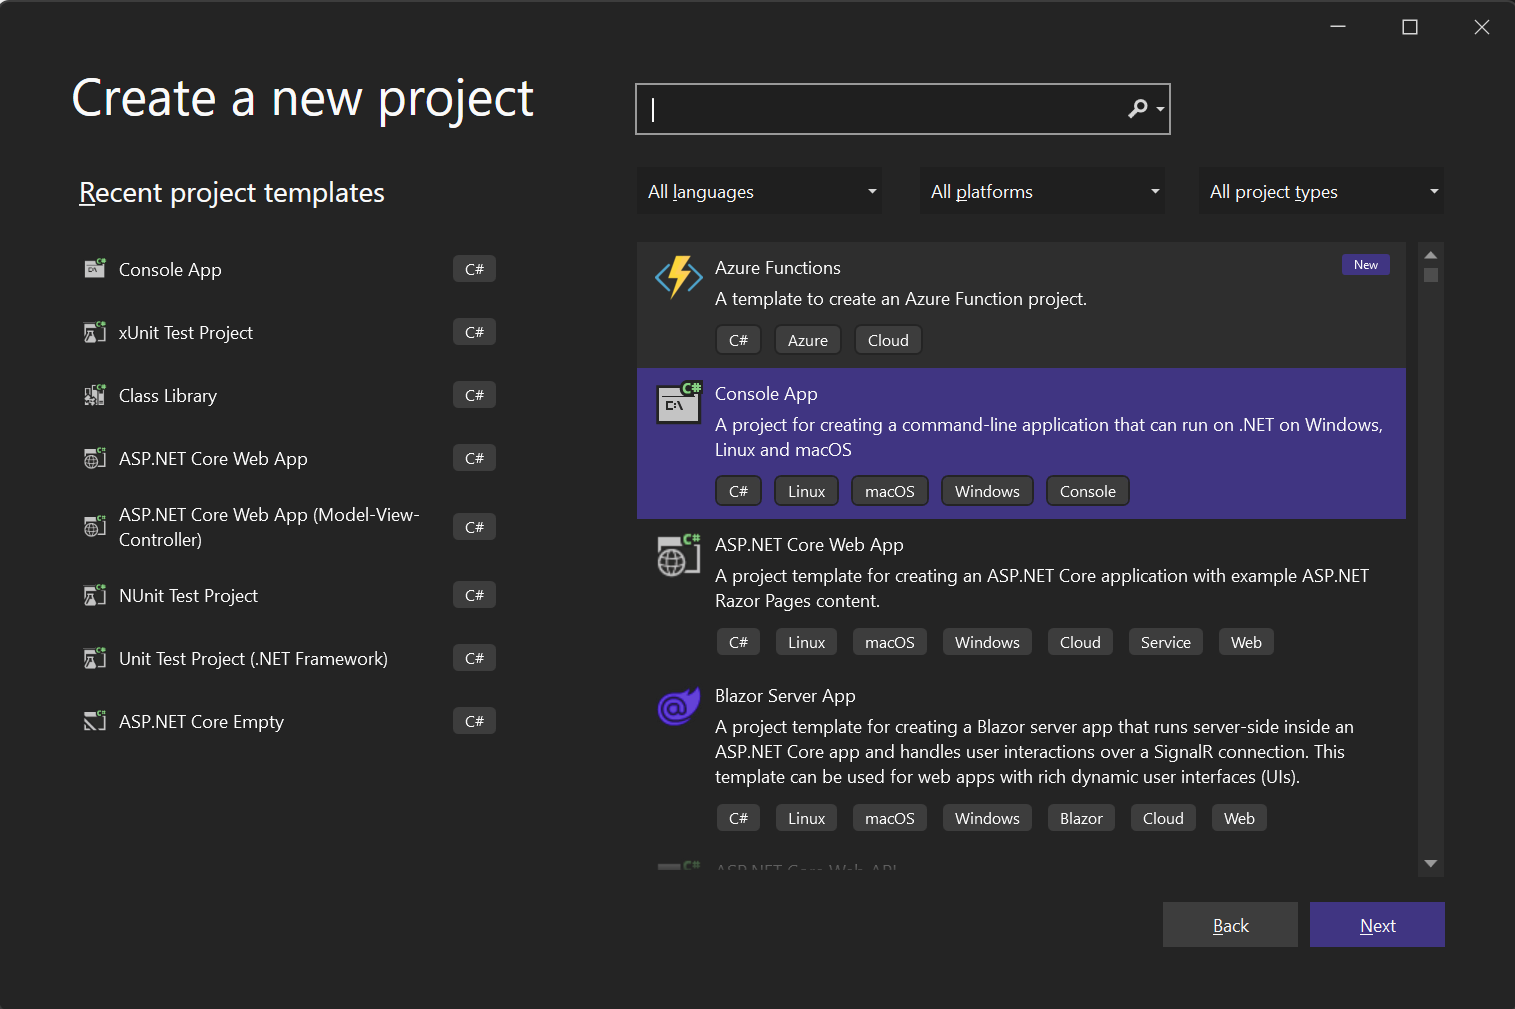 Create a new project
Recent project templates
Console App C#
xUnit Test Project C#
Class Library C#
ASP.NET Core Web App C#
ASP.NET Core Web App (Model-View-
Controller) C#
NUnit Test Project C#
Unit Test Project (.NET Framework) C#
ASP.NET Core Empty C#
All languages All platforms All project types
Azure Functions New
A template to create an Azure Function project.
C# Azure Cloud
Console App
A project for creating a command-line application that can run on .NET on Windows,
Linux and macOS
C# Linux macOS Windows Console
ASP.NET Core Web App
A project template for creating an ASP.NET Core application with example ASP.NET
Razor Pages content.
C# Linux macOS Windows Cloud Service Web
Blazor Server App
A project template for creating a Blazor server app that runs server-side inside an
ASP.NET Core app and handles user interactions over a SignalR connection. This
template can be used for web apps with rich dynamic user interfaces (UIs).
C# Linux macOS Windows Blazor Cloud Web
ASP.NET Core Web API
Back Next